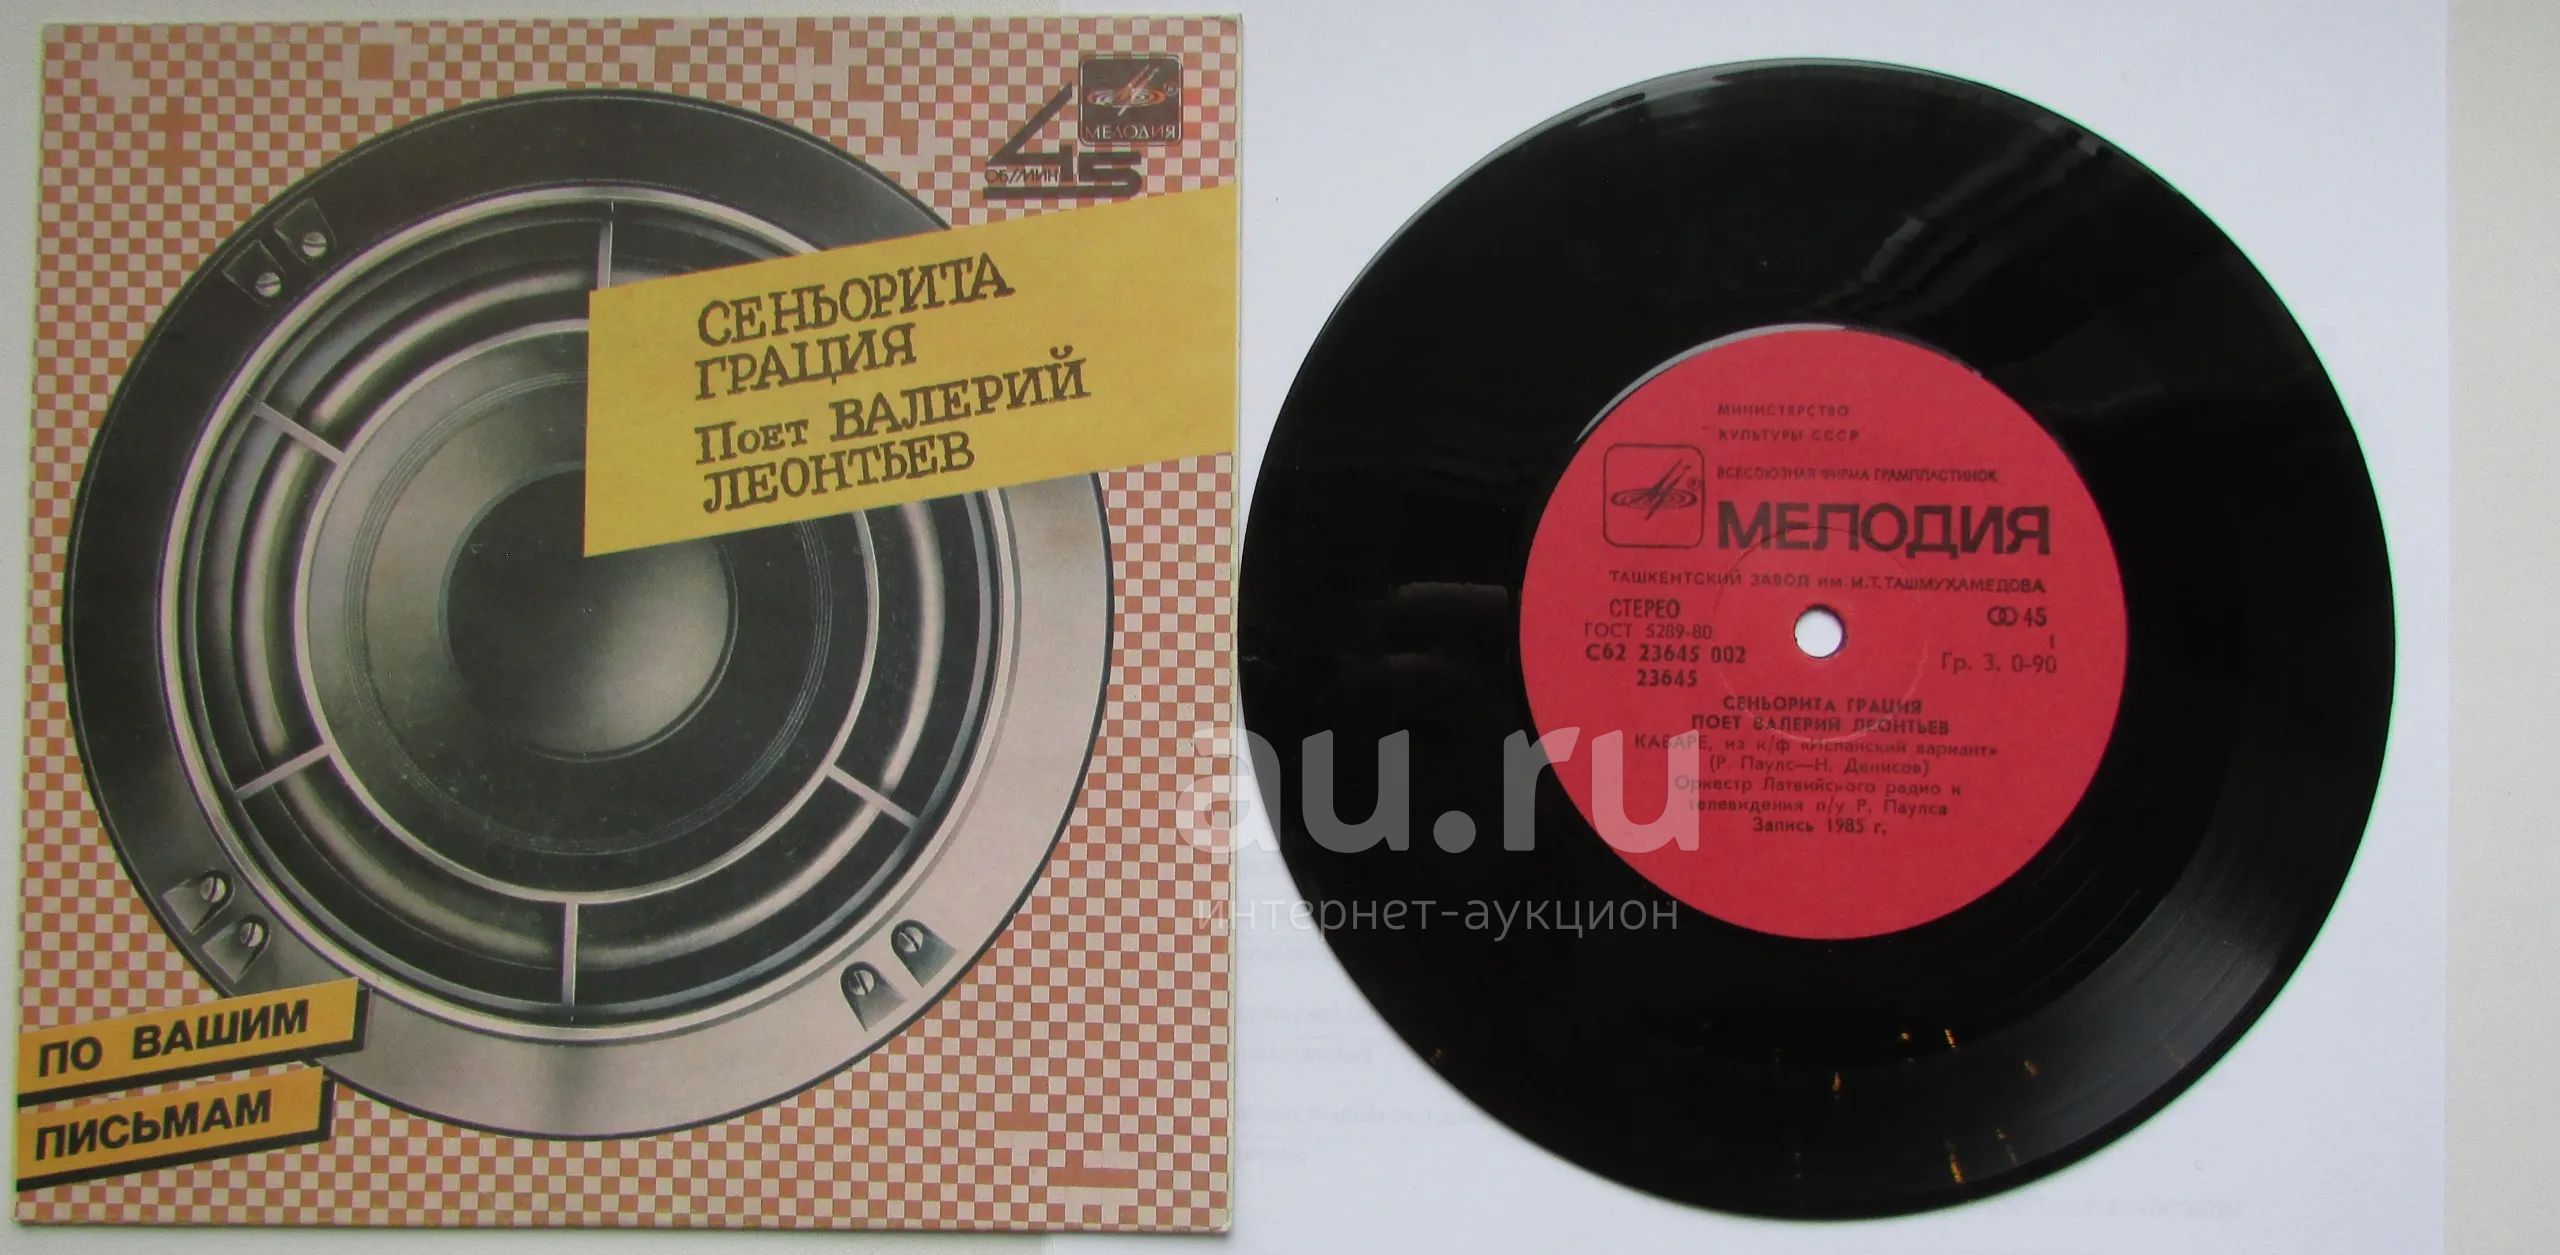 МЕЛОДИЯ
45
ОБ/МИН
СЕНЬОРИТА
ГРАЦИЯ
ПОЕТ ВАЛЕРИЙ
ЛЕОНТЬЕВ
ПО ВАШИМ
ПИСЬМАМ
МИНИСТЕРСТВО
КУЛЬТУРЫ СССР
ВСЕСОЮЗНАЯ ФИРМА ГРАМПЛАСТИНОК
МЕЛОДИЯ
ТАШКЕНТСКИЙ ЗАВОД ИМ М.Т.ТАШМУХАМЕДОВА
СТЕРЕО
45
ГОСТ 5289-80
1
С62 23645 002
Гр. 3. 0-90
23645
СЕНЬОРИТА ГРАЦИЯ
ПОЕТ ВАЛЕРИЙ ЛЕОНТЬЕВ
КАБАРЕ, из к/ф «Испанский вариант»
(Р. Паулс—Н. Денисов)
Оркестр Латвийского радио и
телевидения п/у Р. Паулса
Запись 1985 г.
au.ru
интернет-аукцион